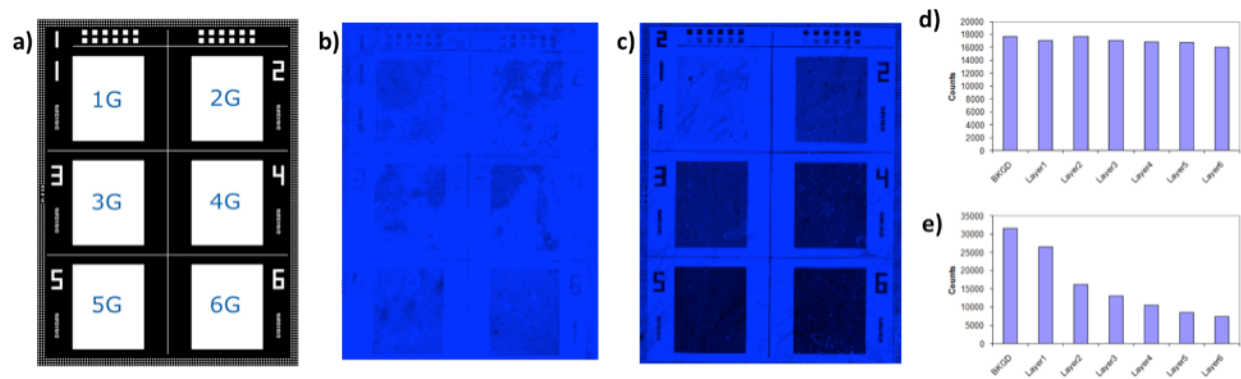 a)
1
1
2
1G
2G
3
4
3G
4G
5
6
5G
6G
b)
c)
2
1
2
3
4
5
6
d)
20000
18000
16000
14000
12000
10000
8000
6000
4000
2000
0
Counts
BKGD
Layer1
Layer2
Layer3
Layer4
Layer5
Layer6
e)
35000
30000
25000
20000
15000
10000
5000
0
Counts
BKGD
Layer1
Layer2
Layer3
Layer4
Layer5
Layer6